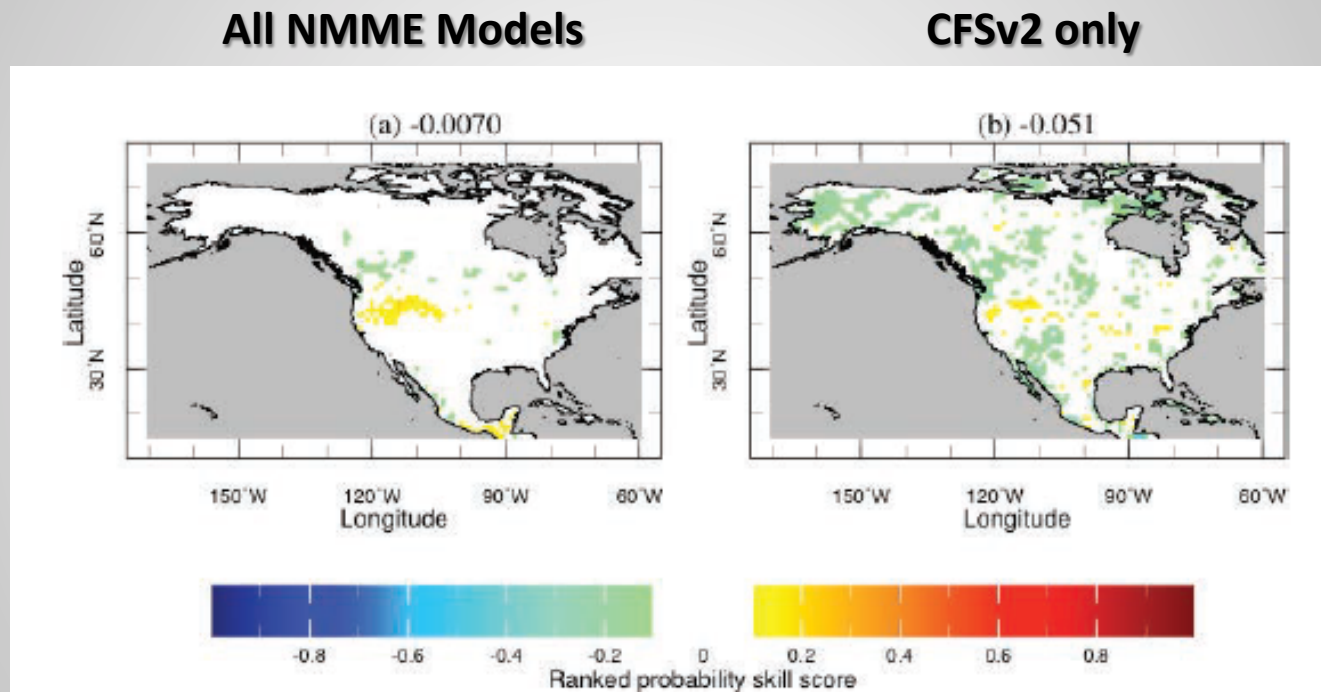 All NMME Models
CFSv2 only
(a) -0.0070
(b) -0.051
Latitude
60°N
30°N
150°W 120°W 90°W 60°W
Longitude
Latitude
60°N
30°N
150°W 120°W 90°W 60°W
Longitude
-0.8 -0.6 -0.4 -0.2 0 0.2 0.4 0.6 0.8
Ranked probability skill score